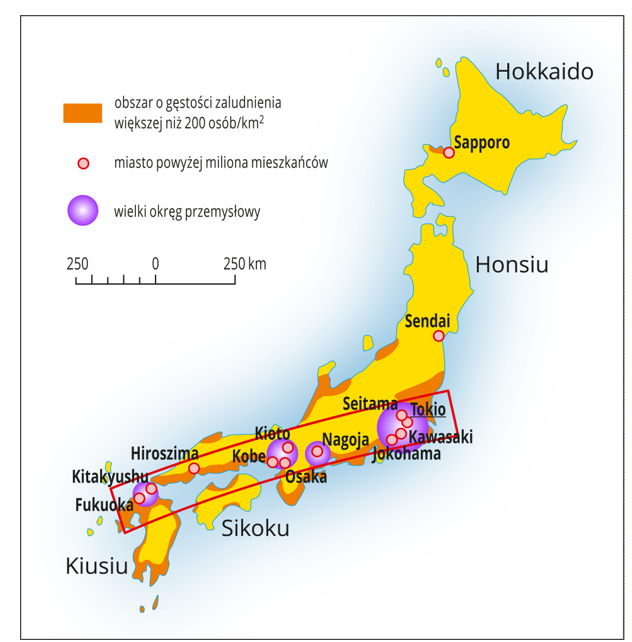 Hokkaido
obszar o gęstości zaludnienia
większej niż 200 osób/km²
Sapporo
miasto powyżej miliona mieszkańców
wielki okręg przemysłowy
250 0 250 km
Honsiu
Sendai
Seitama
Tokio
Kioto
Nagoja
Kawasaki
Hiroszima
Kobe
Jokohama
Kitakyushu
Osaka
Fukuoka
Sikoku
Kiusiu